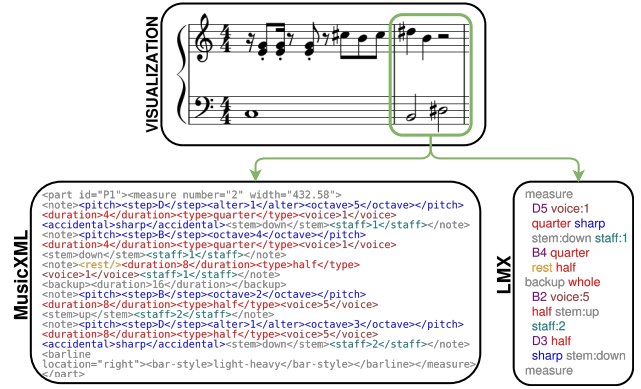 VISUALIZATION
MusicXML
<part id="P1"><measure number="2" width="432.58">
<note><pitch><step>D</step><alter>1</alter><octave>5</octave></pitch>
<duration>4</duration><type>quarter</type><voice>1</voice>
<accidental>sharp</accidental><stem>down</stem><staff>1</staff></note>
<note><pitch><step>B</step><octave>4</octave></pitch>
<duration>4</duration><type>quarter</type><voice>1</voice>
<stem>down</stem><staff>1</staff></note>
<note><rest/><duration>8</duration><type>half</type>
<voice>1</voice><staff>1</staff></note>
<backup><duration>16</duration></backup>
<note><pitch><step>B</step><octave>2</octave></pitch>
<duration>8</duration><type>half</type><voice>5</voice>
<stem>up</stem><staff>2</staff></note>
<note><pitch><step>D</step><alter>1</alter><octave>3</octave></pitch>
<duration>8</duration><type>half</type><voice>5</voice>
<accidental>sharp</accidental><stem>down</stem><staff>2</staff></note>
<barline
location="right"><bar-style>light-heavy</bar-style></barline></measure>
</part>
LMX
measure
D5 voice:1
quarter sharp
stem:down staff:1
B4 quarter
rest half
backup whole
B2 voice:5
half stem:up
staff:2
D3 half
sharp stem:down
measure